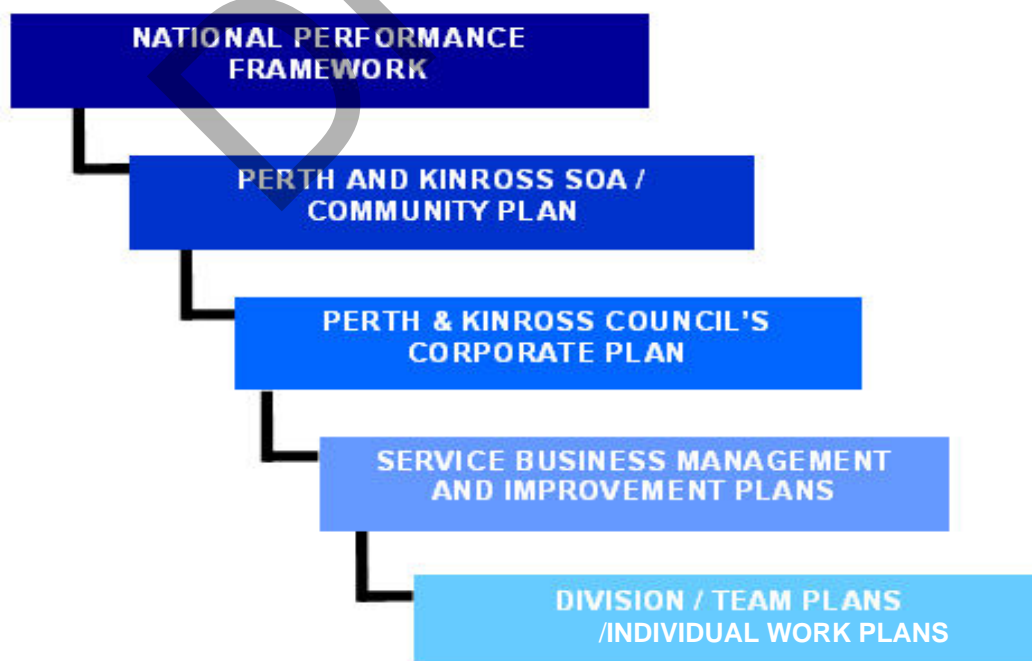 NATIONAL PERFORMANCE
FRAMEWORK
PERTH AND KINROSS SOA /
COMMUNITY PLAN
PERTH & KINROSS COUNCIL'S
CORPORATE PLAN
SERVICE BUSINESS MANAGEMENT
AND IMPROVEMENT PLANS
DIVISION / TEAM PLANS
/INDIVIDUAL WORK PLANS